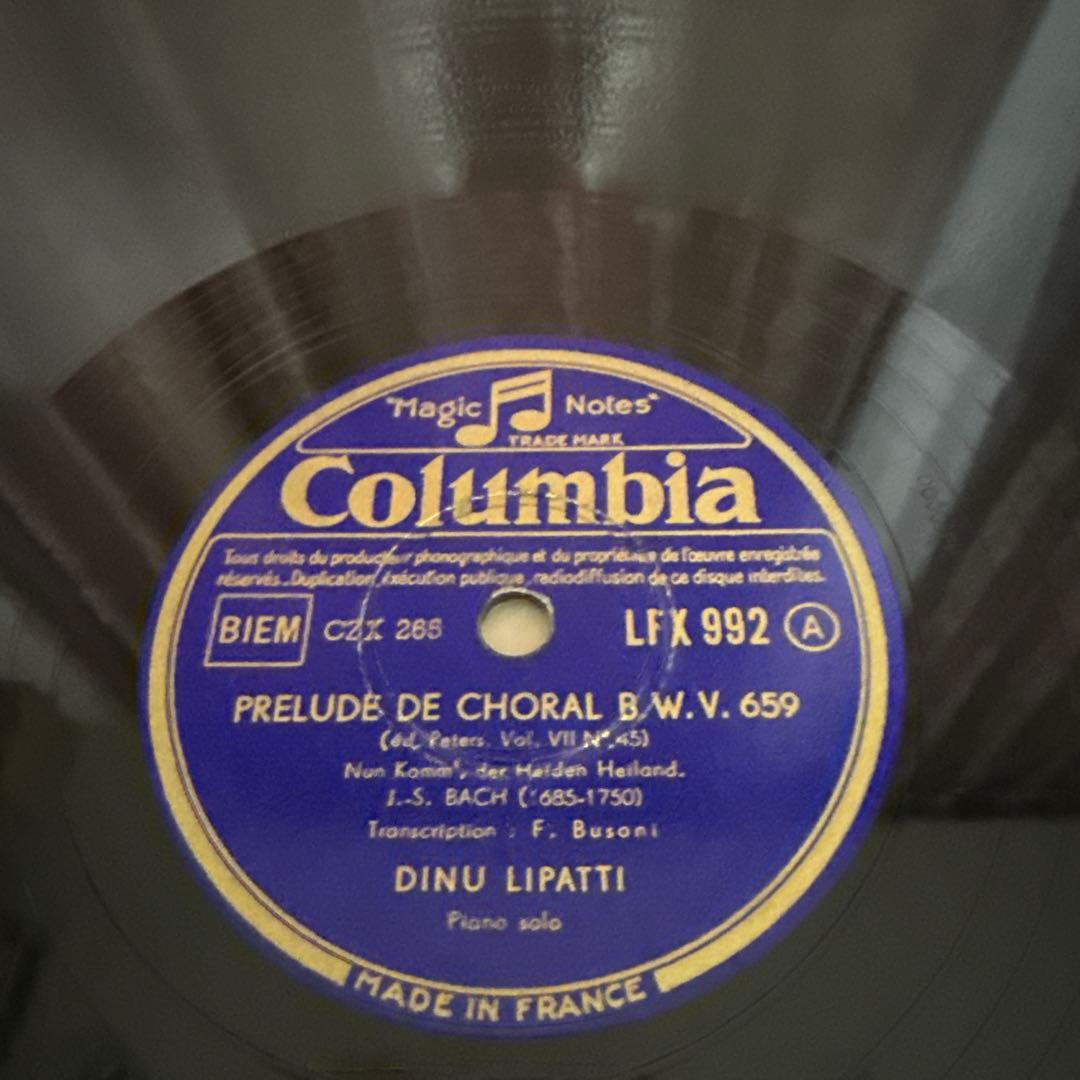 "Magic Notes"
TRADE MARK
Columbia
Tous droits du producteur phonographique et du propriétaire de l'œuvre enregistrée
réservés. Duplication, éxécution publique, radiodiffusion de ce disque interdites.
BIEM CZX 265 LFX 992 A
PRELUDE DE CHORAL B.W.V. 659
(éd. Peters. Vol. VII N° 45)
Nun Komm', der Heiden Heiland.
J.-S. BACH (1685-1750)
Transcription : F. Busoni
DINU LIPATTI
Piano solo
MADE IN FRANCE